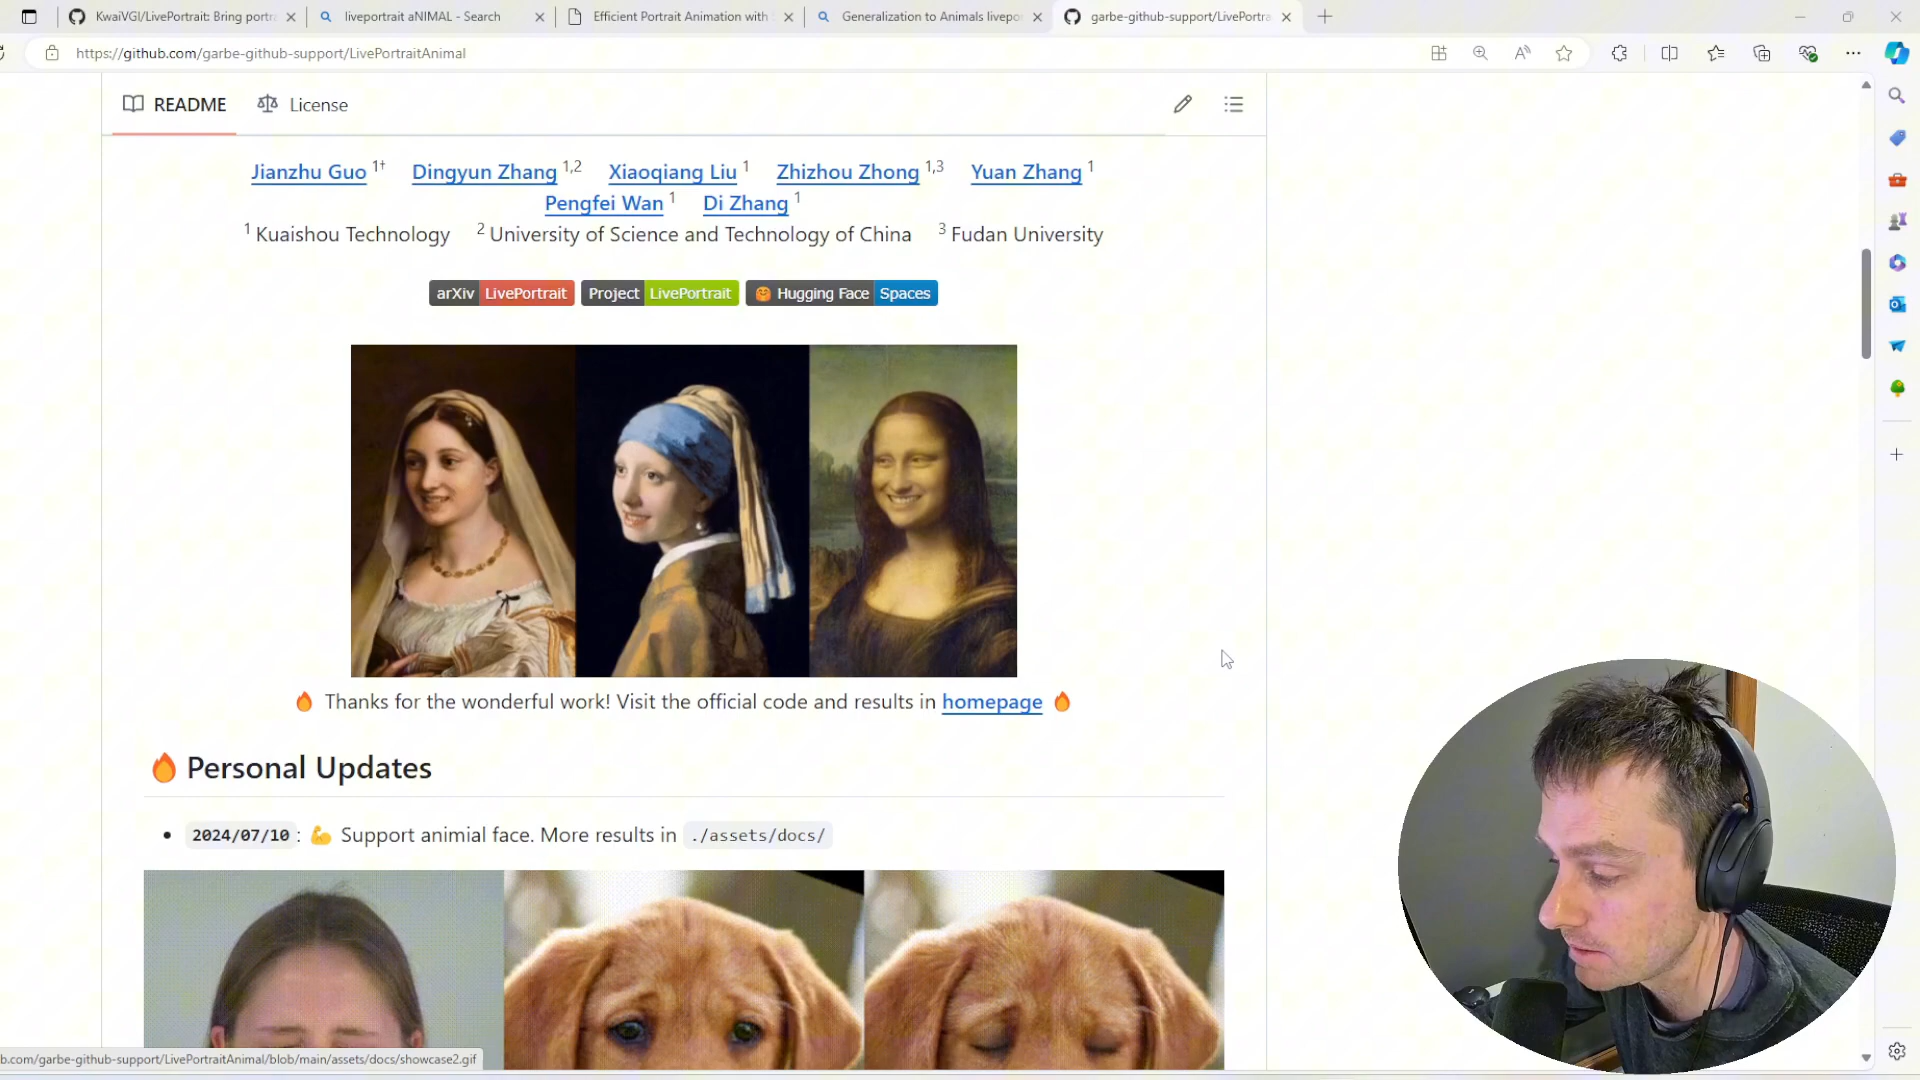 KwaiVGI/LivePortrait: Bring portra
liveportrait aNIMAL - Search
Efficient Portrait Animation with S
Generalization to Animals livepor
garbe-github-support/LivePortra
https://github.com/garbe-github-support/LivePortraitAnimal
README
License
Jianzhu Guo 1† Dingyun Zhang 1,2 Xiaoqiang Liu 1 Zhizhou Zhong 1,3 Yuan Zhang 1
Pengfei Wan 1 Di Zhang 1
1 Kuaishou Technology 2 University of Science and Technology of China 3 Fudan University
arXiv LivePortrait Project LivePortrait Hugging Face Spaces
Thanks for the wonderful work! Visit the official code and results in homepage
Personal Updates
2024/07/10: Support animial face. More results in ./assets/docs/
b.com/garbe-github-support/LivePortraitAnimal/blob/main/assets/docs/showcase2.gif